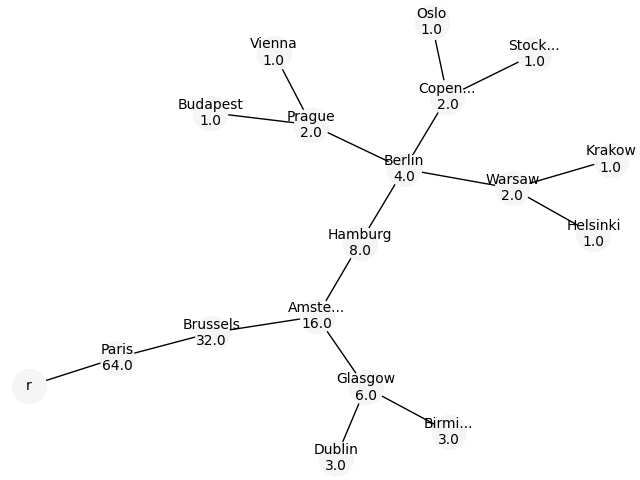 Oslo
1.0
Vienna
1.0
Stock...
1.0
Budapest
1.0
Prague
2.0
Copen...
2.0
Berlin
4.0
Krakow
1.0
Warsaw
2.0
Helsinki
1.0
Hamburg
8.0
Amste...
16.0
Brussels
32.0
Paris
64.0
r
Glasgow
6.0
Birmi...
3.0
Dublin
3.0